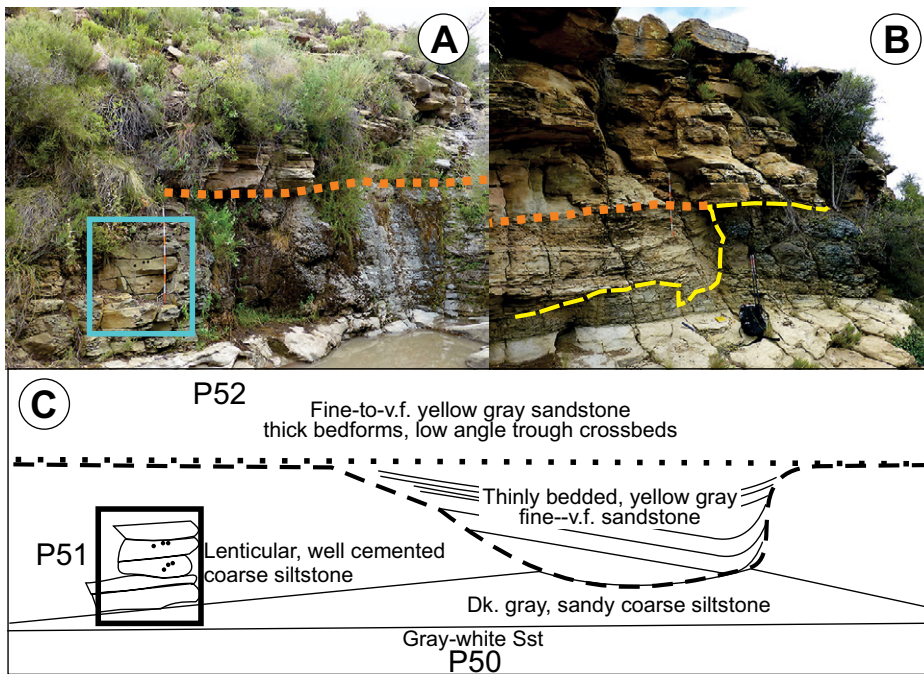 A
B
C
P52
Fine-to-v.f. yellow gray sandstone
thick bedforms, low angle trough crossbeds
Thinly bedded, yellow gray
fine--v.f. sandstone
P51
Lenticular, well cemented
coarse siltstone
Dk. gray, sandy coarse siltstone
Gray-white Sst
P50